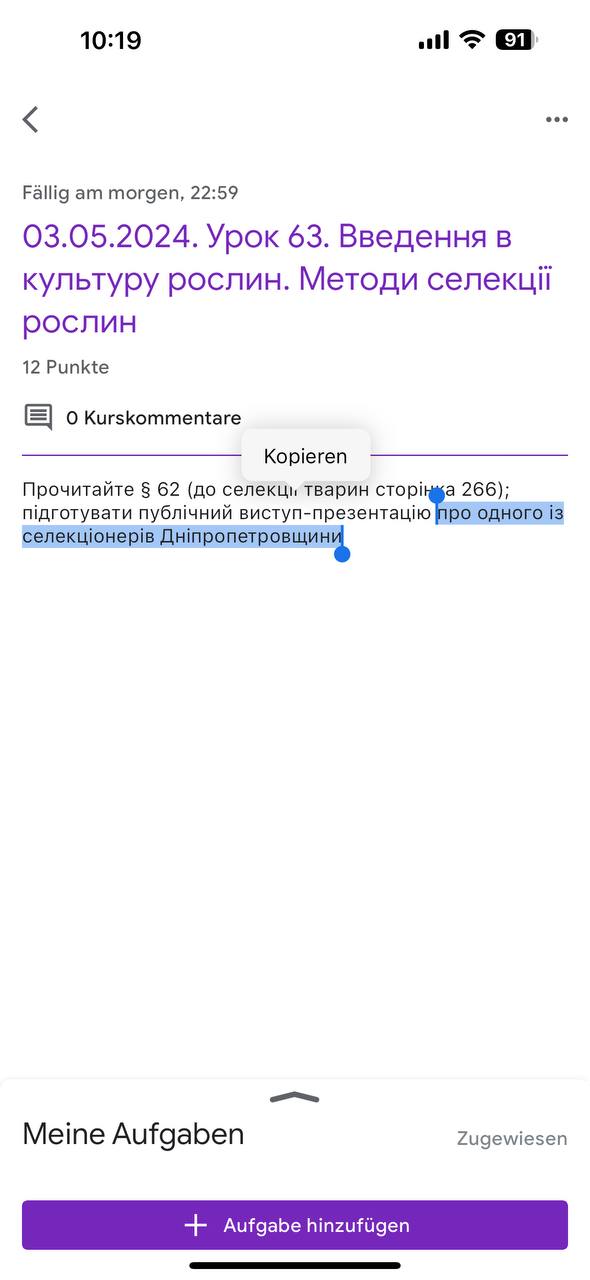 10:19
91
Fällig am morgen, 22:59
03.05.2024. Урок 63. Введення в
культуру рослин. Методи селекції
рослин
12 Punkte
0 Kurskommentare
Kopieren
Прочитайте § 62 (до селекції тварин сторінка 266);
підготувати публічний виступ-презентацію про одного із
селекціонерів Дніпропетровщини
Meine Aufgaben
Zugewiesen
Aufgabe hinzufügen